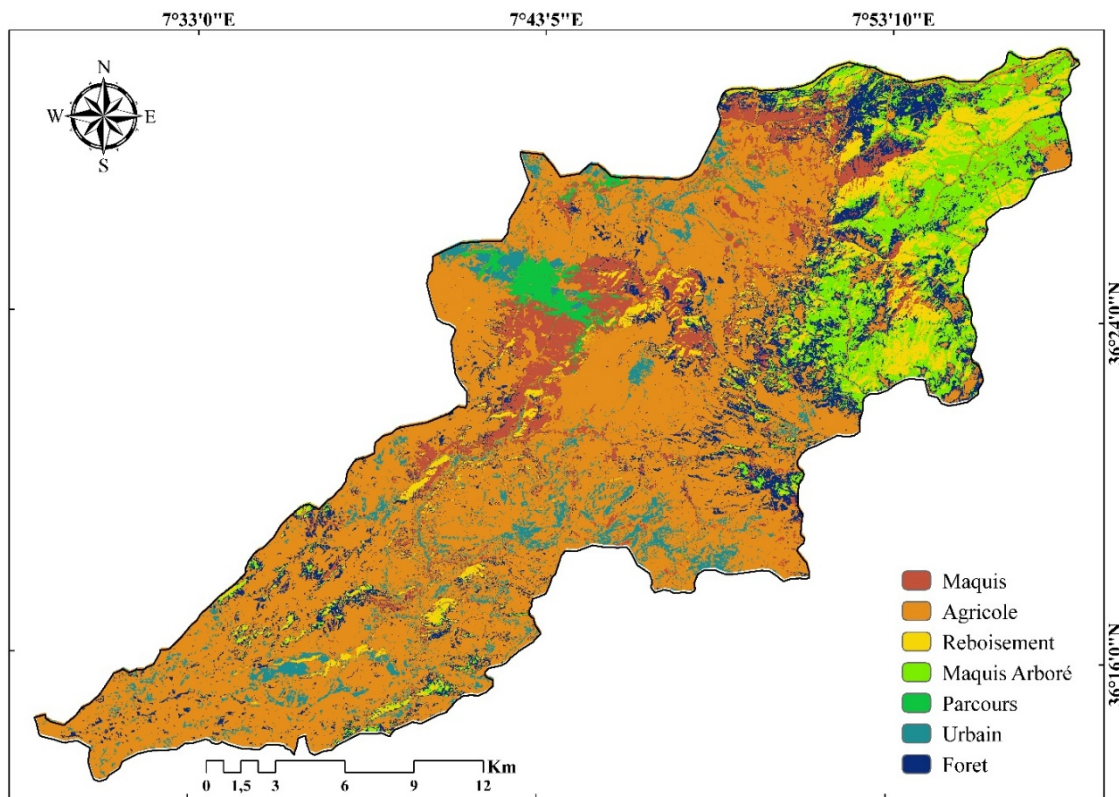 7°33'0"E 7°43'5"E 7°53'10"E
N
W E
S
36°24'0"N
36°16'0"N
Maquis
Agricole
Reboisement
Maquis Arboré
Parcours
Urbain
Foret
Km
0 1,5 3 6 9 12